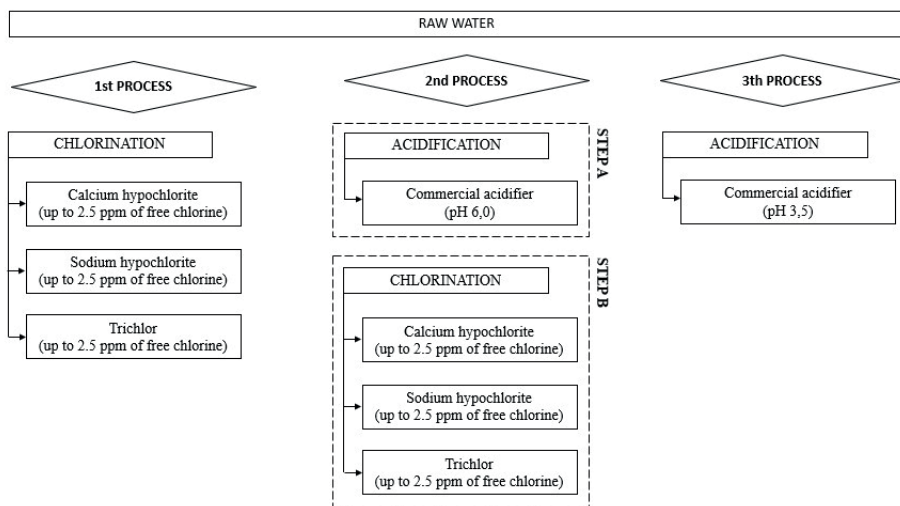 RAW WATER
1st PROCESS
CHLORINATION
Calcium hypochlorite
(up to 2.5 ppm of free chlorine)
Sodium hypochlorite
(up to 2.5 ppm of free chlorine)
Trichlor
(up to 2.5 ppm of free chlorine)
2nd PROCESS
STEP A
ACIDIFICATION
Commercial acidifier
(pH 6,0)
STEP B
CHLORINATION
Calcium hypochlorite
(up to 2.5 ppm of free chlorine)
Sodium hypochlorite
(up to 2.5 ppm of free chlorine)
Trichlor
(up to 2.5 ppm of free chlorine)
3th PROCESS
ACIDIFICATION
Commercial acidifier
(pH 3,5)